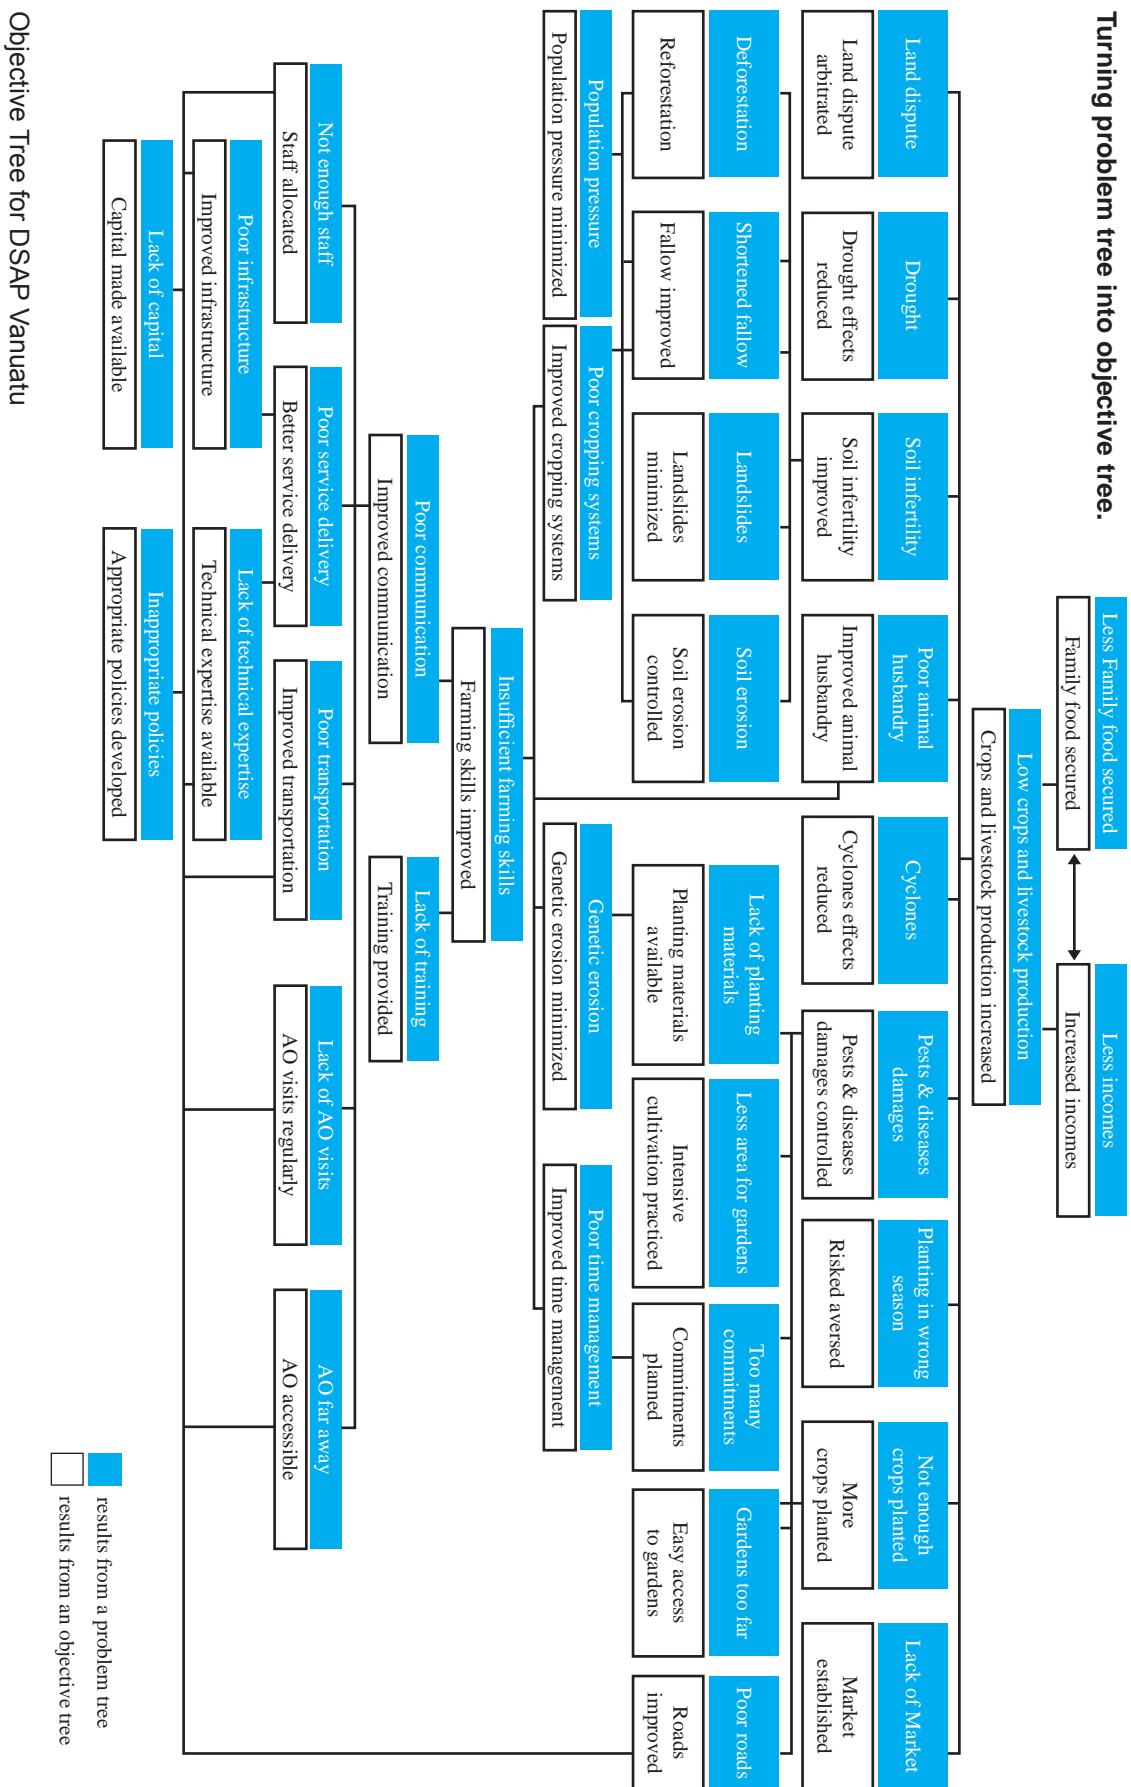 Turning problem tree into objective tree.
Less Family food secured
Family food secured
Less incomes
Increased incomes
Low crops and livestock production
Crops and livestock production increased
Land dispute
Land dispute
arbitrated
Drought
Drought effects
reduced
Soil infertility
Soil infertility
improved
Poor animal
husbandry
Improved animal
husbandry
Cyclones
Cyclones effects
reduced
Pests & diseases
damages
Pests & diseases
damages controlled
Planting in wrong
season
Risked aversed
Not enough
crops planted
More
crops planted
Lack of Market
Market
established
Deforestation
Reforestation
Shortened fallow
Fallow improved
Landslides
Landslides
minimized
Soil erosion
Soil erosion
controlled
Lack of planting
materials
Planting materials
available
Less area for gardens
Intensive
cultivation practiced
Too many
commitments
Commitments
planned
Gardens too far
Easy access
to gardens
Poor roads
Roads
improved
Population pressure
Population pressure minimized
Poor cropping systems
Improved cropping systems
Genetic erosion
Genetic erosion minimized
Poor time management
Improved time management
Insufficient farming skills
Farming skills improved
Poor communication
Improved communication
Lack of training
Training provided
Not enough staff
Staff allocated
Poor service delivery
Better service delivery
Poor transportation
Improved transportation
Lack of AO visits
AO visits regularly
AO far away
AO accessible
Poor infrastructure
Improved infrastructure
Lack of technical expertise
Technical expertise available
Lack of capital
Capital made available
Inappropriate policies
Appropriate policies developed
results from a problem tree
results from an objective tree
Objective Tree for DSAP Vanuatu